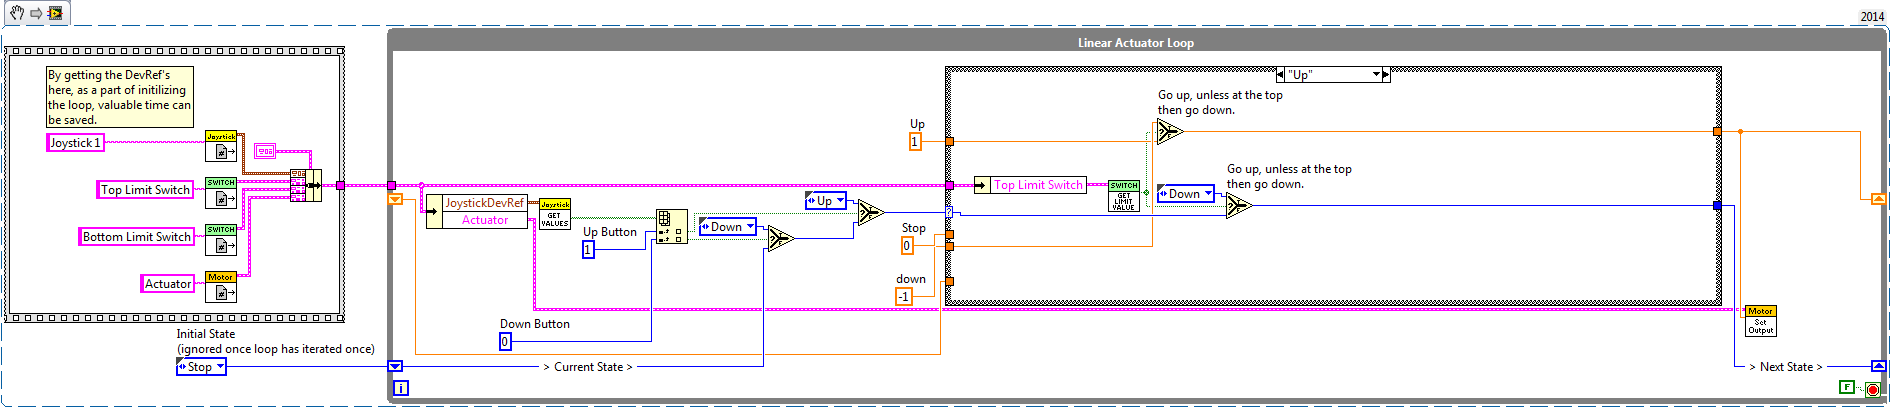 2014
Linear Actuator Loop
By getting the DevRef's
here, as a part of initilizing
the loop, valuable time can
be saved.
Joystick 1
Joystick
#
Top Limit Switch
SWITCH
#
Bottom Limit Switch
SWITCH
#
Actuator
Motor
#
Initial State
(ignored once loop has iterated once)
Stop
JoystickDevRef
Actuator
Joystick
GET
VALUES
Up Button
1
Down Button
0
Down
? T F
Up
? T F
> Current State >
i
Up
1
Stop
0
down
-1
"Up"
?
Go up, unless at the top
then go down.
? T F
Top Limit Switch
SWITCH
GET
LIMIT
VALUE
Go up, unless at the top
then go down.
Down
? T F
Motor
Set
Output
> Next State >
F